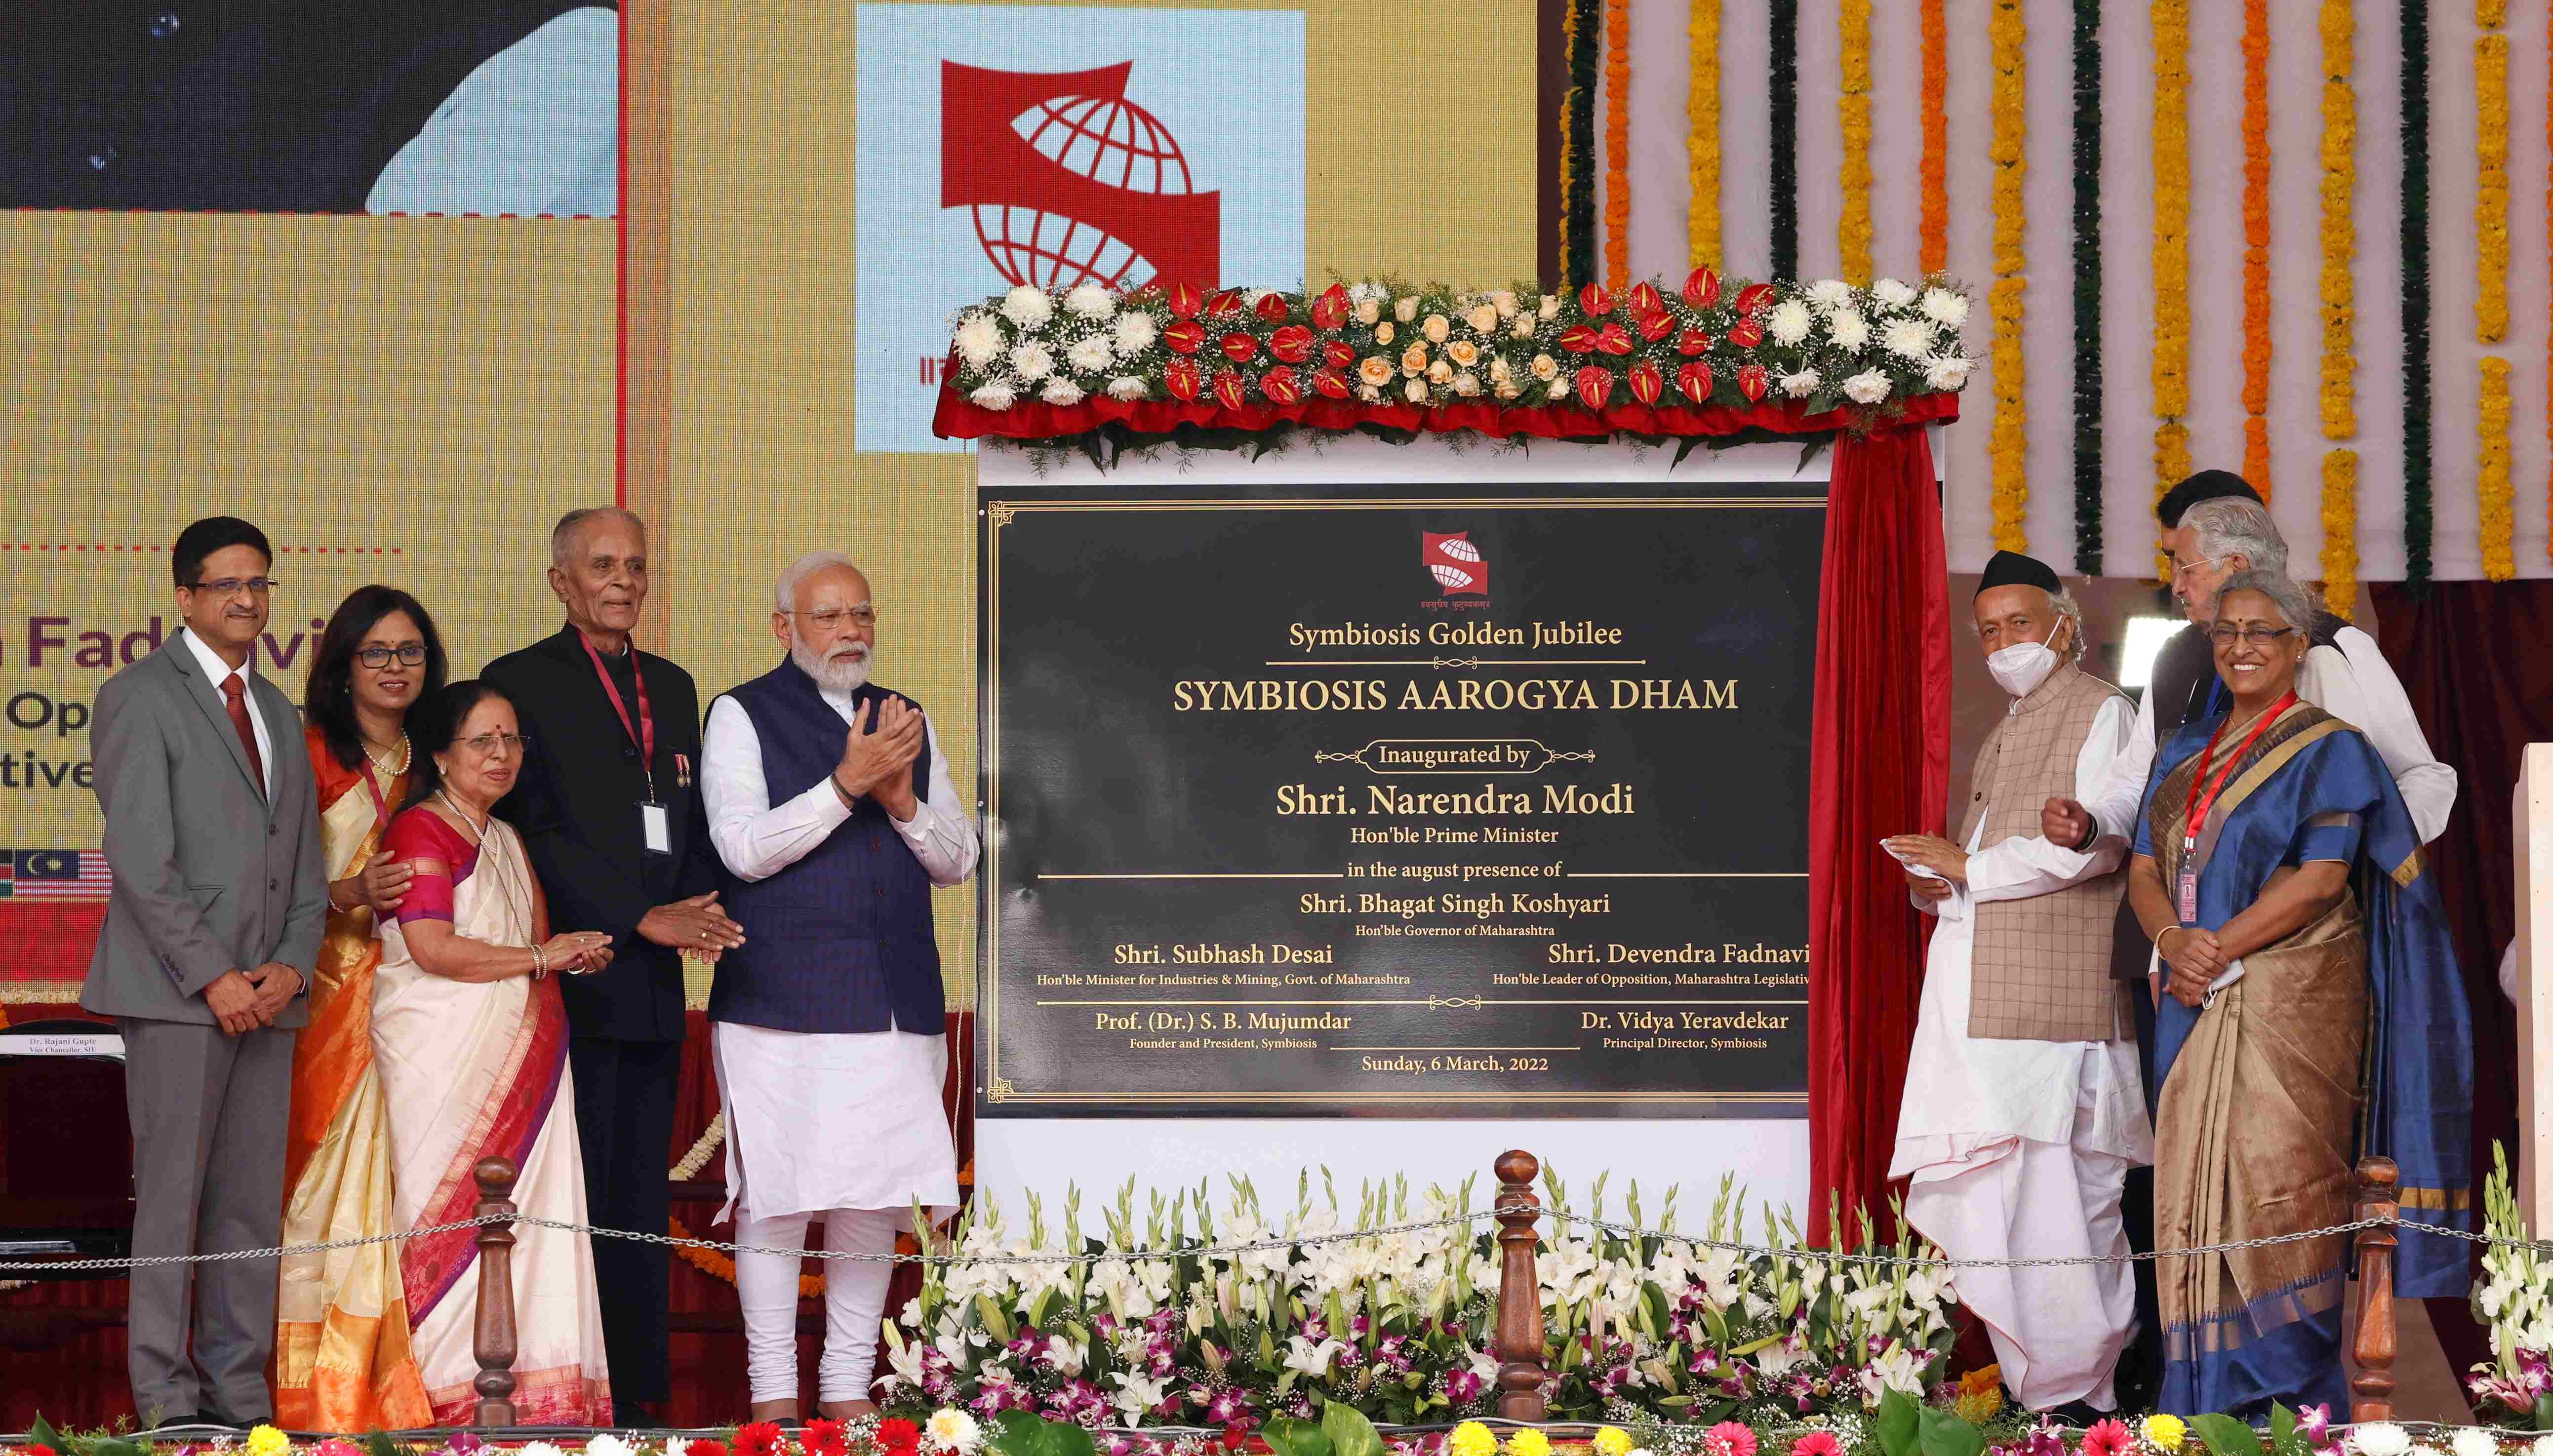 Fad
vi
Op
tive
Dr. Rajani Gupte
Vice Chancellor, SIU
॥वसुधैव कुटुम्बकम्॥
Symbiosis Golden Jubilee
SYMBIOSIS AAROGYA DHAM
Inaugurated by
Shri. Narendra Modi
Hon'ble Prime Minister
in the august presence of
Shri. Bhagat Singh Koshyari
Hon'ble Governor of Maharashtra
Shri. Subhash Desai
Shri. Devendra Fadnavi
Hon'ble Minister for Industries & Mining, Govt. of Maharashtra
Hon'ble Leader of Opposition, Maharashtra Legislativ
Prof. (Dr.) S. B. Mujumdar
Dr. Vidya Yeravdekar
Founder and President, Symbiosis
Principal Director, Symbiosis
Sunday, 6 March, 2022